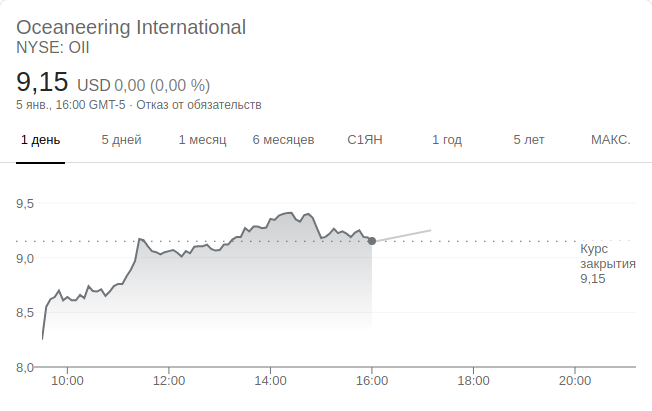 Oceaneering International
NYSE: OII
9,15 USD 0,00 (0,00 %)
5 янв., 16:00 GMT-5 · Отказ от обязательств
1 день 5 дней 1 месяц 6 месяцев С1ЯН 1 год 5 лет МАКС.
9,5
9,0
8,5
8,0
Курс
закрытия
9,15
10:00 12:00 14:00 16:00 18:00 20:00